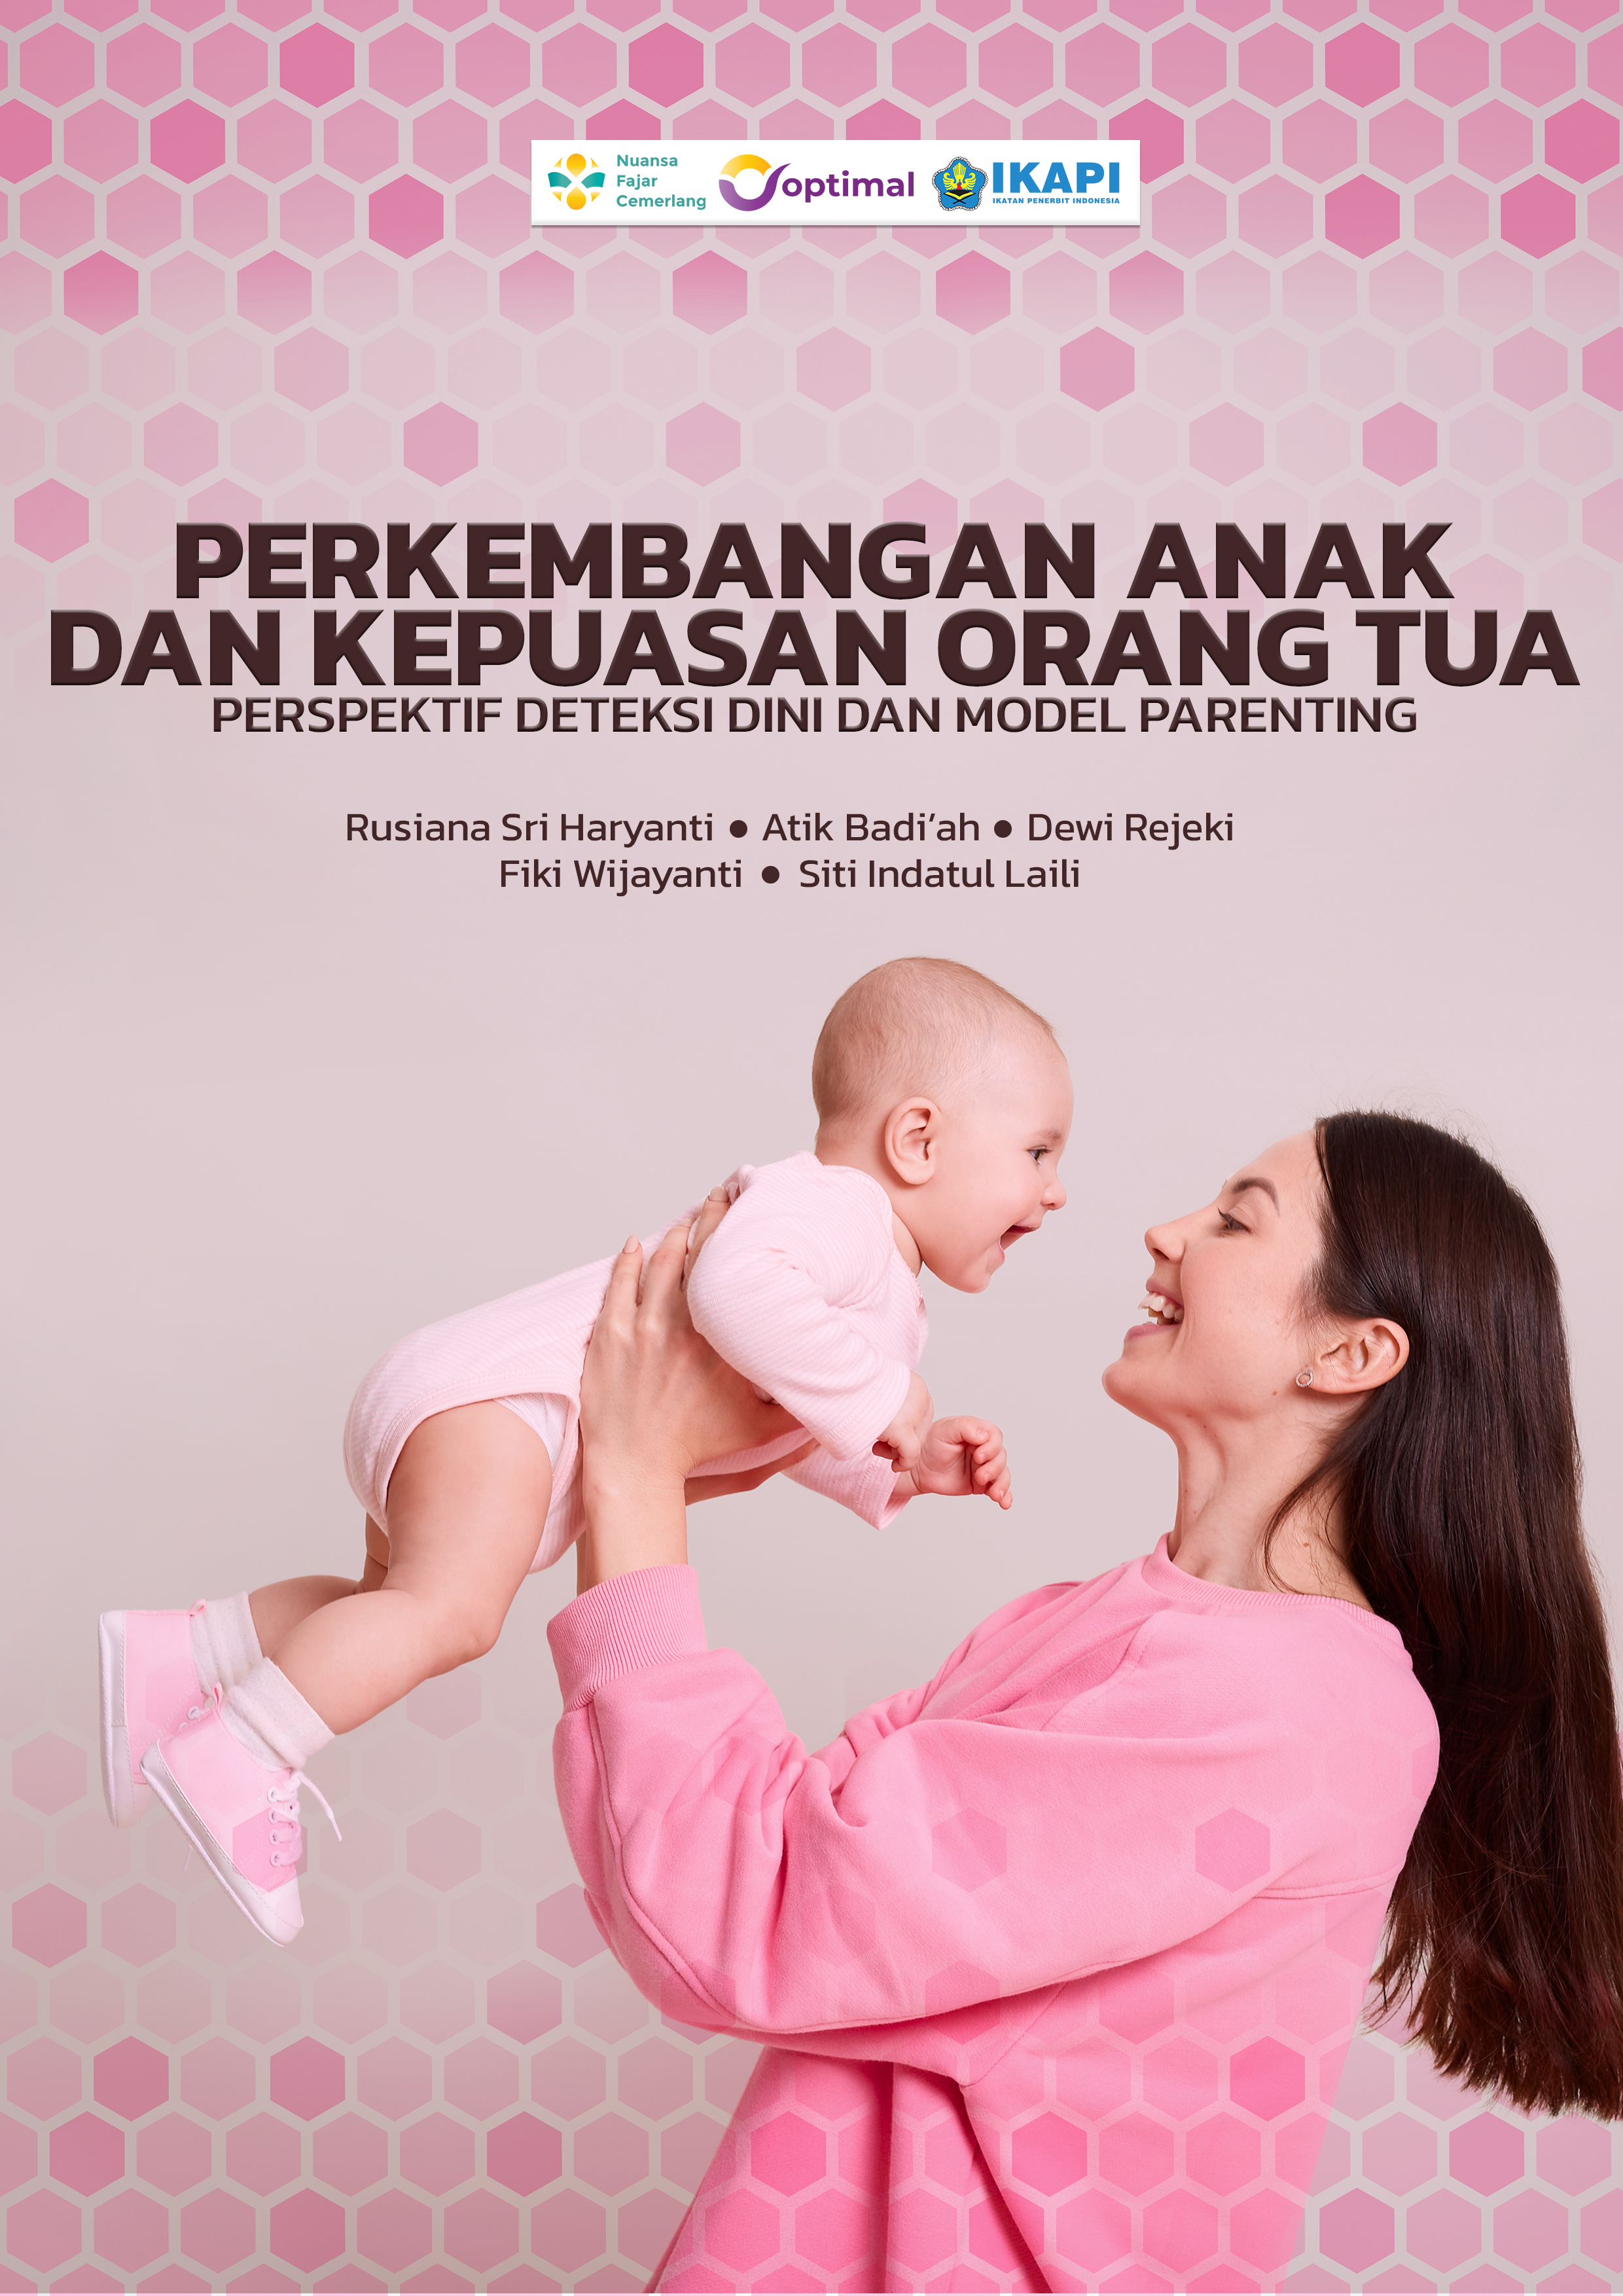 Nuansa
Fajar
Cemerlang
optimal
IKAPI
IKATAN PENERBIT INDONESIA
PERKEMBANGAN ANAK
DAN KEPUASAN ORANG TUA
PERSPEKTIF DETEKSI DINI DAN MODEL PARENTING
Rusiana Sri Haryanti ● Atik Badi’ah ● Dewi Rejeki
Fiki Wijayanti ● Siti Indatul Laili